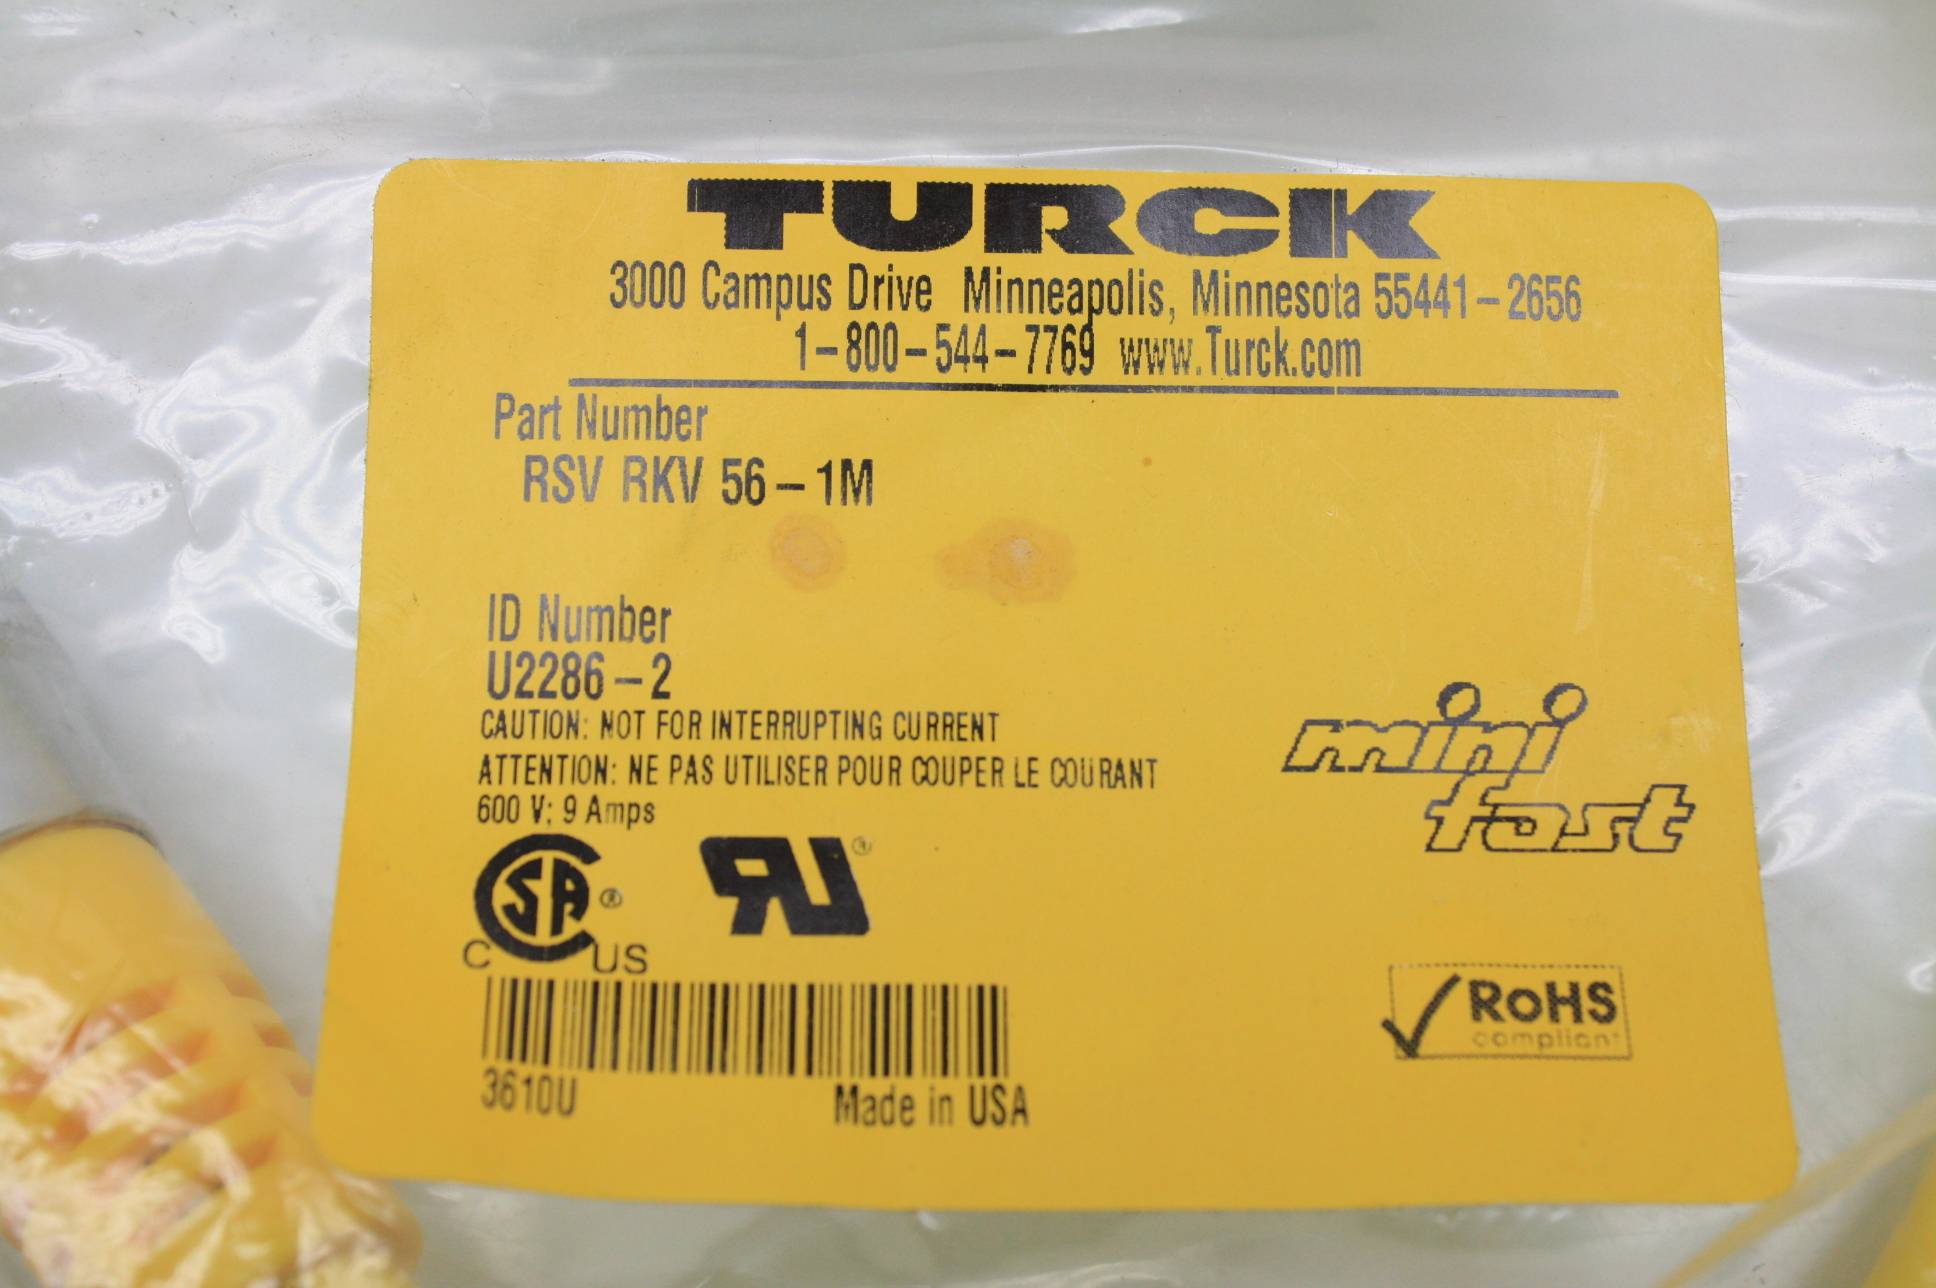 TURCK
3000 Campus Drive Minneapolis, Minnesota 55441-2656
1-800-544-7769 www.Turck.com
Part Number
RSV RKV 56-1M
ID Number
U2286-2
CAUTION: NOT FOR INTERRUPTING CURRENT
ATTENTION: NE PAS UTILISER POUR COUPER LE COURANT
600 V; 9 Amps
mini
fast
CSA ®
C US
RU ®
RoHS
compliant
3610U
Made in USA